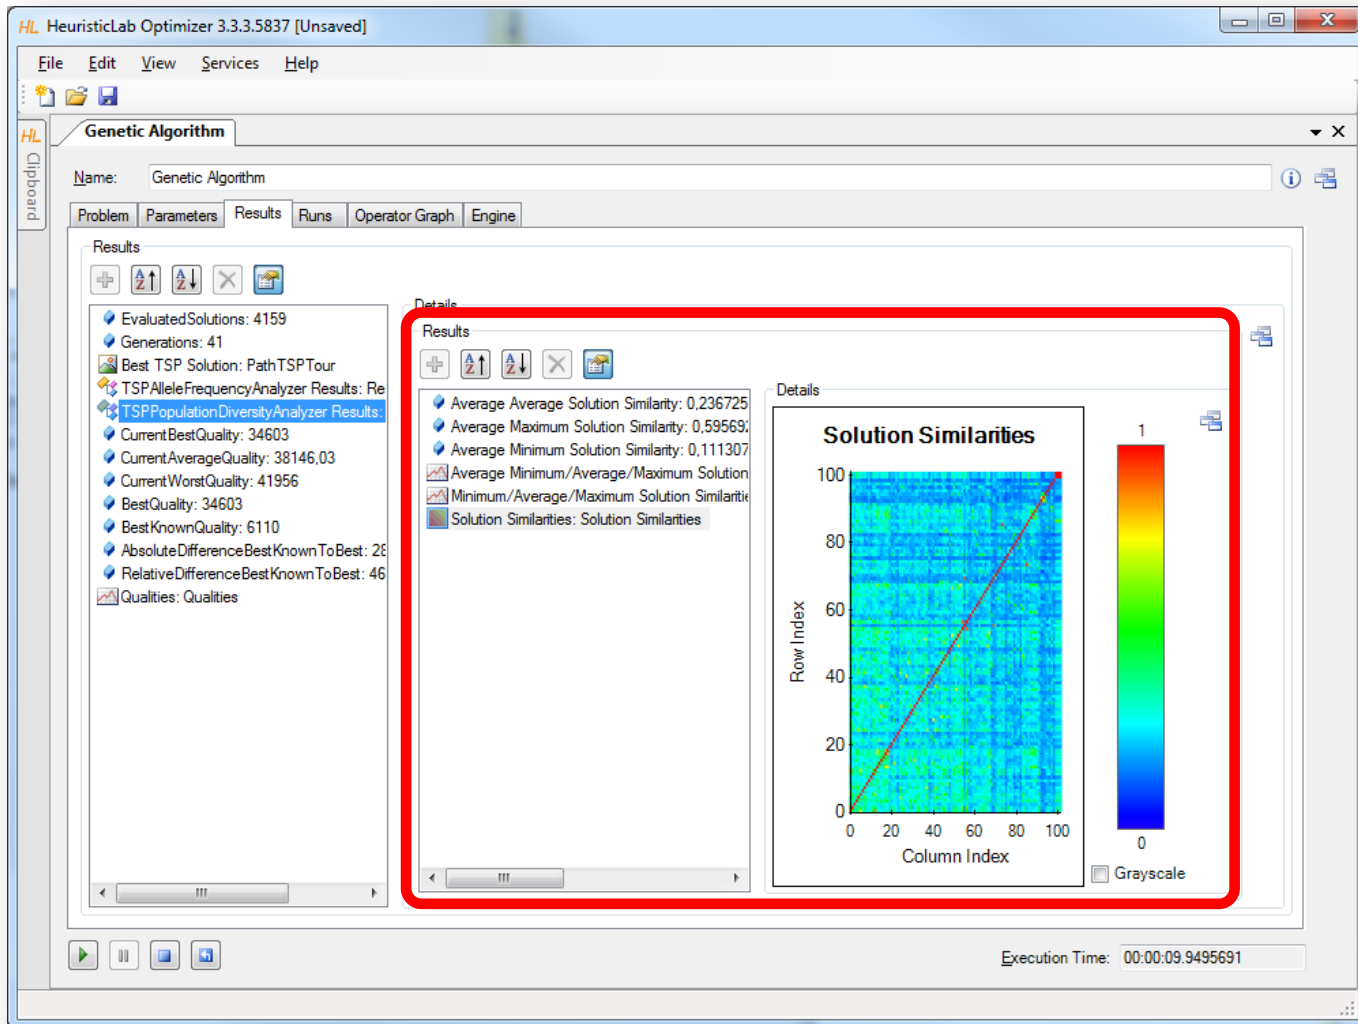 HL HeuristicLab Optimizer 3.3.3.5837 [Unsaved]
File Edit View Services Help
HL Clipboard
Genetic Algorithm
Name: Genetic Algorithm
Problem Parameters Results Runs Operator Graph Engine
Results
EvaluatedSolutions: 4159
Generations: 41
Best TSP Solution: PathTSPTour
TSPAlleleFrequencyAnalyzer Results: Re
TSPPopulationDiversityAnalyzer Results:
CurrentBestQuality: 34603
CurrentAverageQuality: 38146,03
CurrentWorstQuality: 41956
BestQuality: 34603
BestKnownQuality: 6110
AbsoluteDifferenceBestKnownToBest: 28
RelativeDifferenceBestKnownToBest: 46
Qualities: Qualities
Details
Results
Average Average Solution Similarity: 0,236725
Average Maximum Solution Similarity: 0,59569
Average Minimum Solution Similarity: 0,111307
Average Minimum/Average/Maximum Solution
Minimum/Average/Maximum Solution Similaritie
Solution Similarities: Solution Similarities
Details
Solution Similarities
100
80
60
40
20
0
Row Index
0 20 40 60 80 100
Column Index
1
0
Grayscale
Execution Time: 00:00:09.9495691